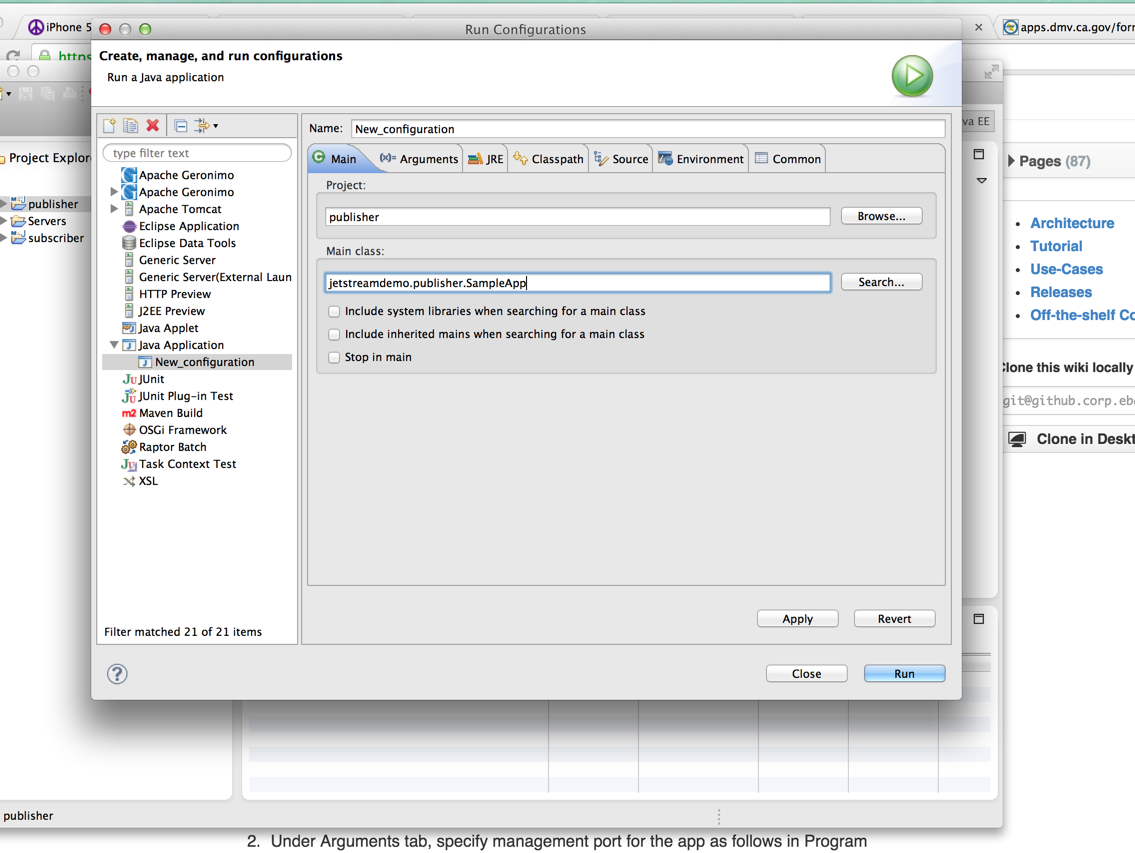 iPhone 5
apps.dmv.ca.gov/for
https
Run Configurations
Create, manage, and run configurations
Run a Java application
va EE
Project Explor
publisher
Servers
subscriber
type filter text
Apache Geronimo
Apache Geronimo
Apache Tomcat
Eclipse Application
Eclipse Data Tools
Generic Server
Generic Server(External Laun
HTTP Preview
J2EE Preview
Java Applet
Java Application
New_configuration
JUnit
JUnit Plug-in Test
Maven Build
OSGi Framework
Raptor Batch
Task Context Test
XSL
Filter matched 21 of 21 items
Name: New_configuration
Main (x)= Arguments JRE Classpath Source Environment Common
Project:
publisher Browse...
Main class:
jetstreamdemo.publisher.SampleApp Search...
Include system libraries when searching for a main class
Include inherited mains when searching for a main class
Stop in main
Apply Revert
Close Run
Pages (87)
• Architecture
• Tutorial
• Use-Cases
• Releases
• Off-the-shelf Co
Clone this wiki locally
git@github.corp.eb
Clone in Deskt
publisher
2. Under Arguments tab, specify management port for the app as follows in Program